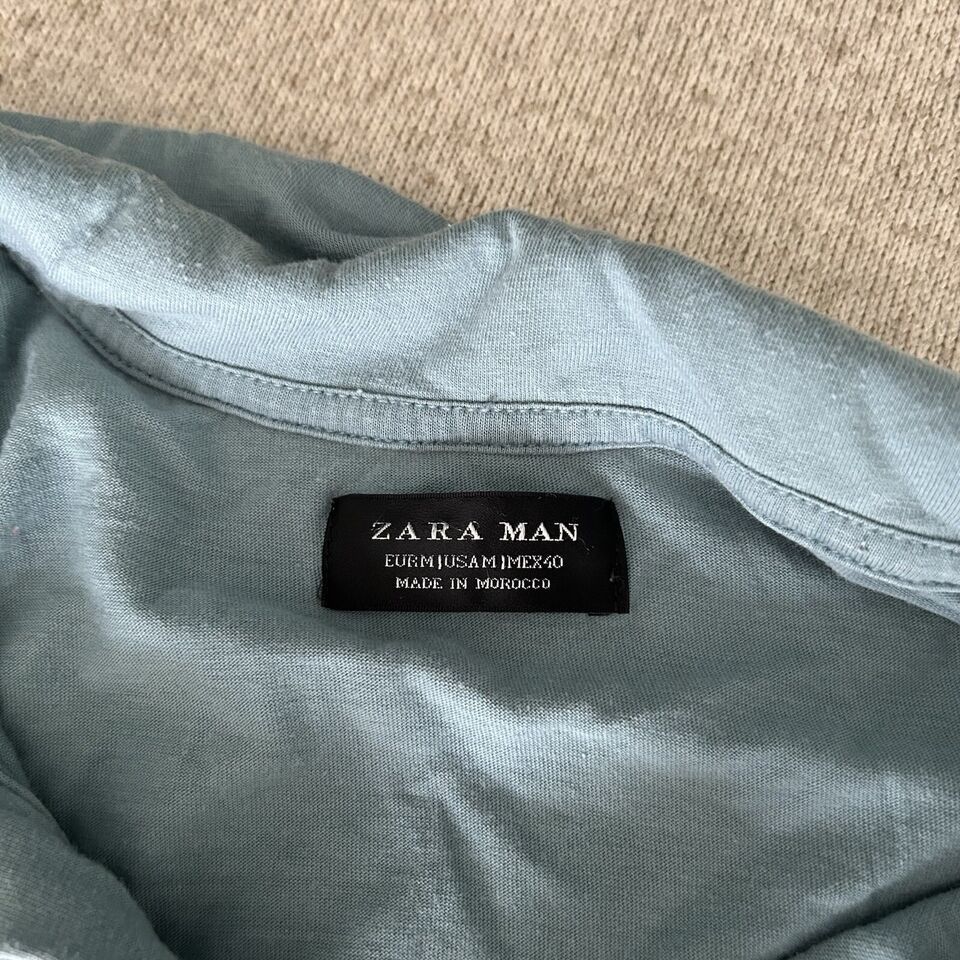 ZARA MAN
EUR M | USA M | MEX 40
MADE IN MOROCCO